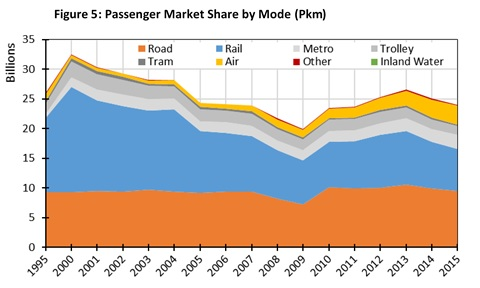 Figure 5: Passenger Market Share by Mode (Pkm)
Billions
35
30
25
20
15
10
5
0
Road Rail Metro Trolley
Tram Air Other Inland Water
1995 2000 2001 2002 2003 2004 2005 2006 2007 2008 2009 2010 2011 2012 2013 2014 2015